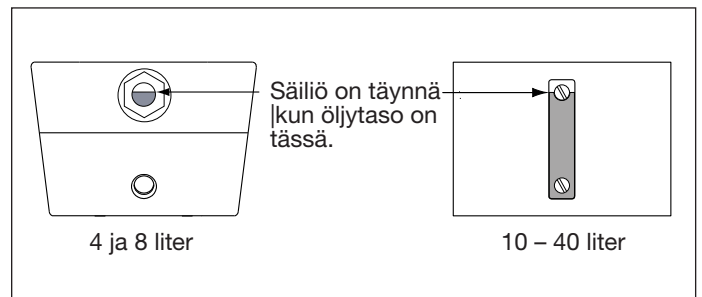 Säiliö on täynnä
|kun öljytaso on
tässä.
4 ja 8 liter
10 – 40 liter